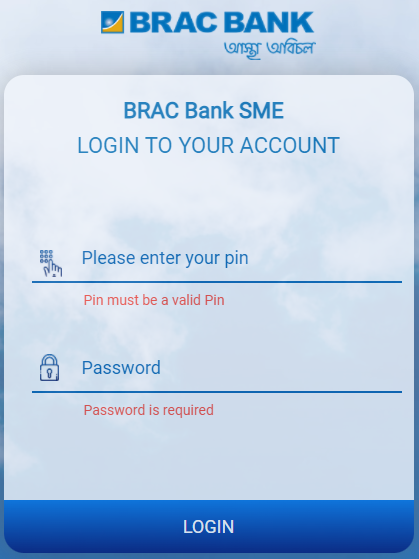 BRAC BANK
আস্থা অবিচল
BRAC Bank SME
LOGIN TO YOUR ACCOUNT
Please enter your pin
Pin must be a valid Pin
Password
Password is required
LOGIN